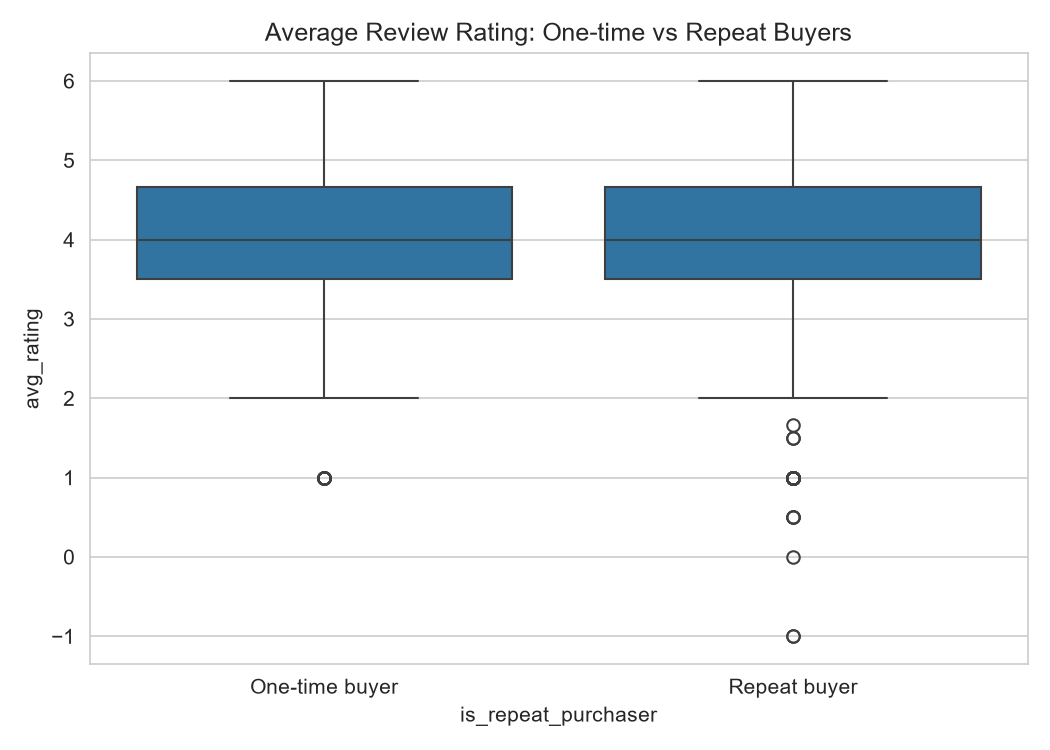 Average Review Rating: One-time vs Repeat Buyers
6
5
4
3
2
1
0
−1
avg_rating
One-time buyer
Repeat buyer
is_repeat_purchaser